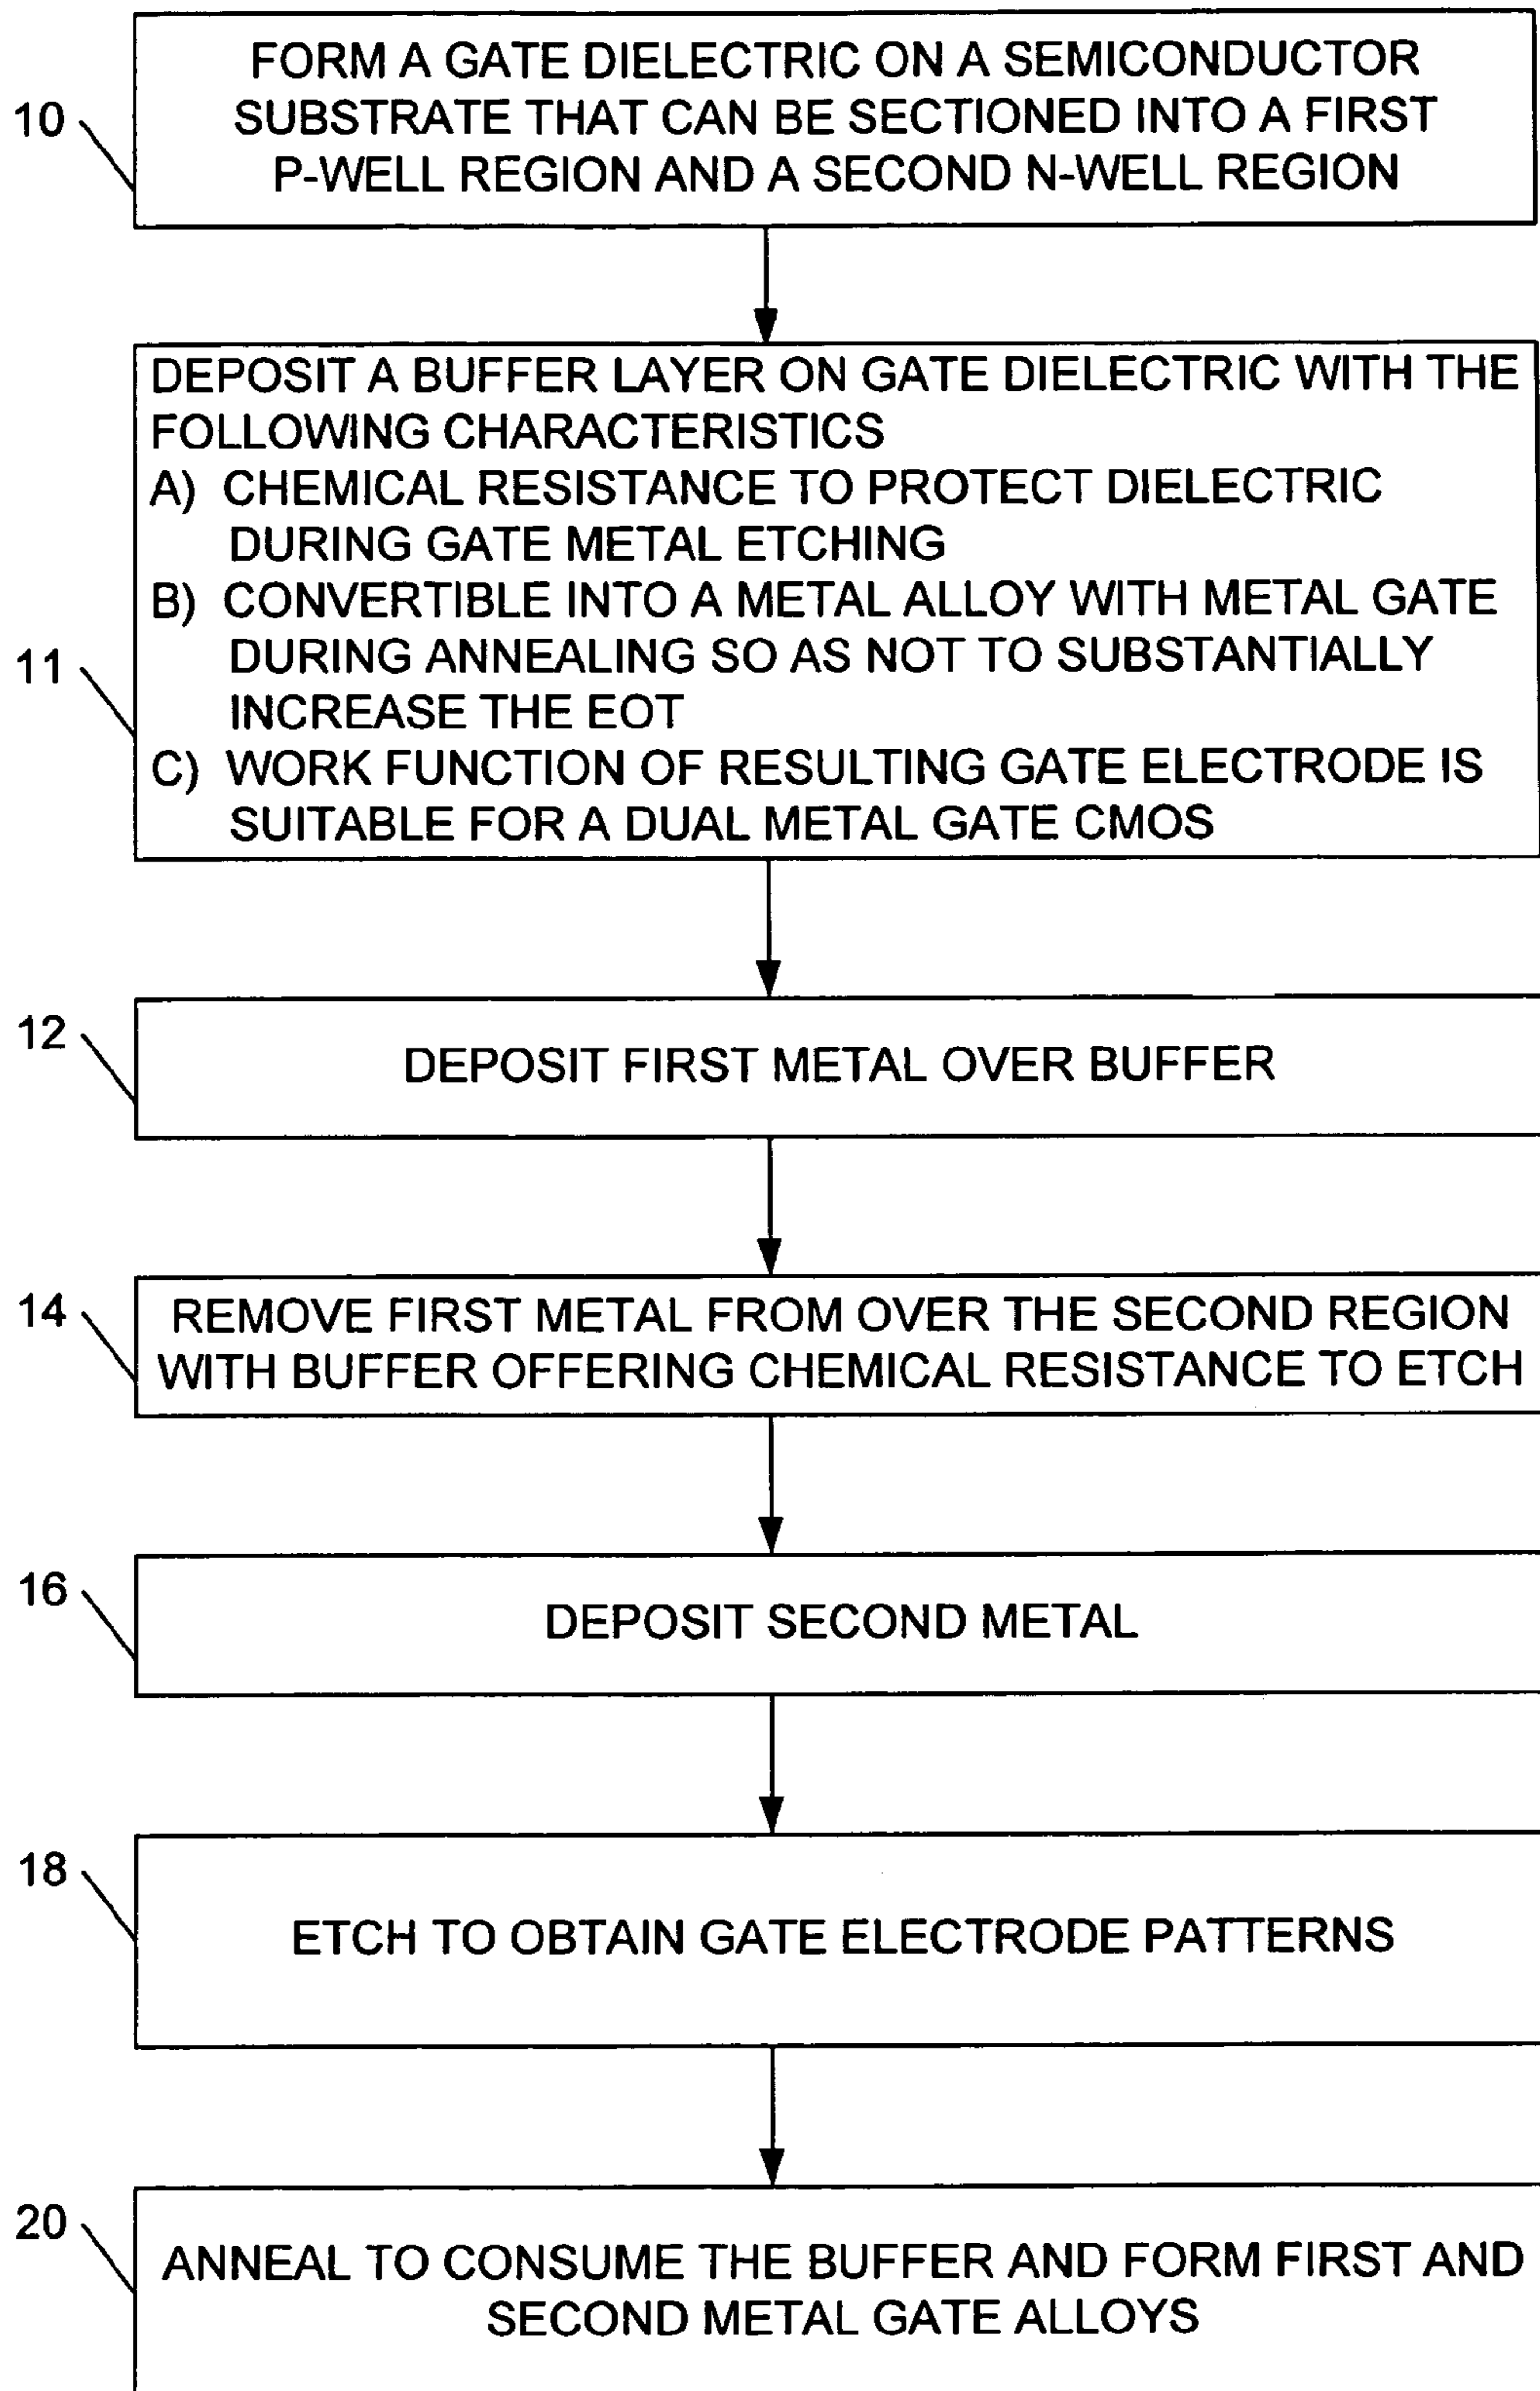 FORM A GATE DIELECTRIC ON A SEMICONDUCTOR
SUBSTRATE THAT CAN BE SECTIONED INTO A FIRST
P-WELL REGION AND A SECOND N-WELL REGION
10
DEPOSIT A BUFFER LAYER ON GATE DIELECTRIC WITH THE
FOLLOWING CHARACTERISTICS
A) CHEMICAL RESISTANCE TO PROTECT DIELECTRIC
DURING GATE METAL ETCHING
B) CONVERTIBLE INTO A METAL ALLOY WITH METAL GATE
DURING ANNEALING SO AS NOT TO SUBSTANTIALLY
INCREASE THE EOT
C) WORK FUNCTION OF RESULTING GATE ELECTRODE IS
SUITABLE FOR A DUAL METAL GATE CMOS
11
12
DEPOSIT FIRST METAL OVER BUFFER
14
REMOVE FIRST METAL FROM OVER THE SECOND REGION
WITH BUFFER OFFERING CHEMICAL RESISTANCE TO ETCH
16
DEPOSIT SECOND METAL
18
ETCH TO OBTAIN GATE ELECTRODE PATTERNS
20
ANNEAL TO CONSUME THE BUFFER AND FORM FIRST AND
SECOND METAL GATE ALLOYS